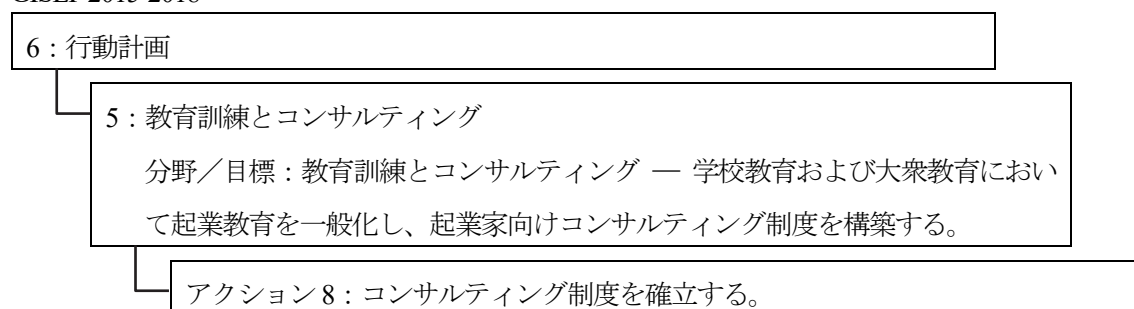 6：行動計画
5：教育訓練とコンサルティング
分野／目標：教育訓練とコンサルティング ― 学校教育および大衆教育におい
て起業教育を一般化し、起業家向けコンサルティング制度を構築する。
アクション 8：コンサルティング制度を確立する。